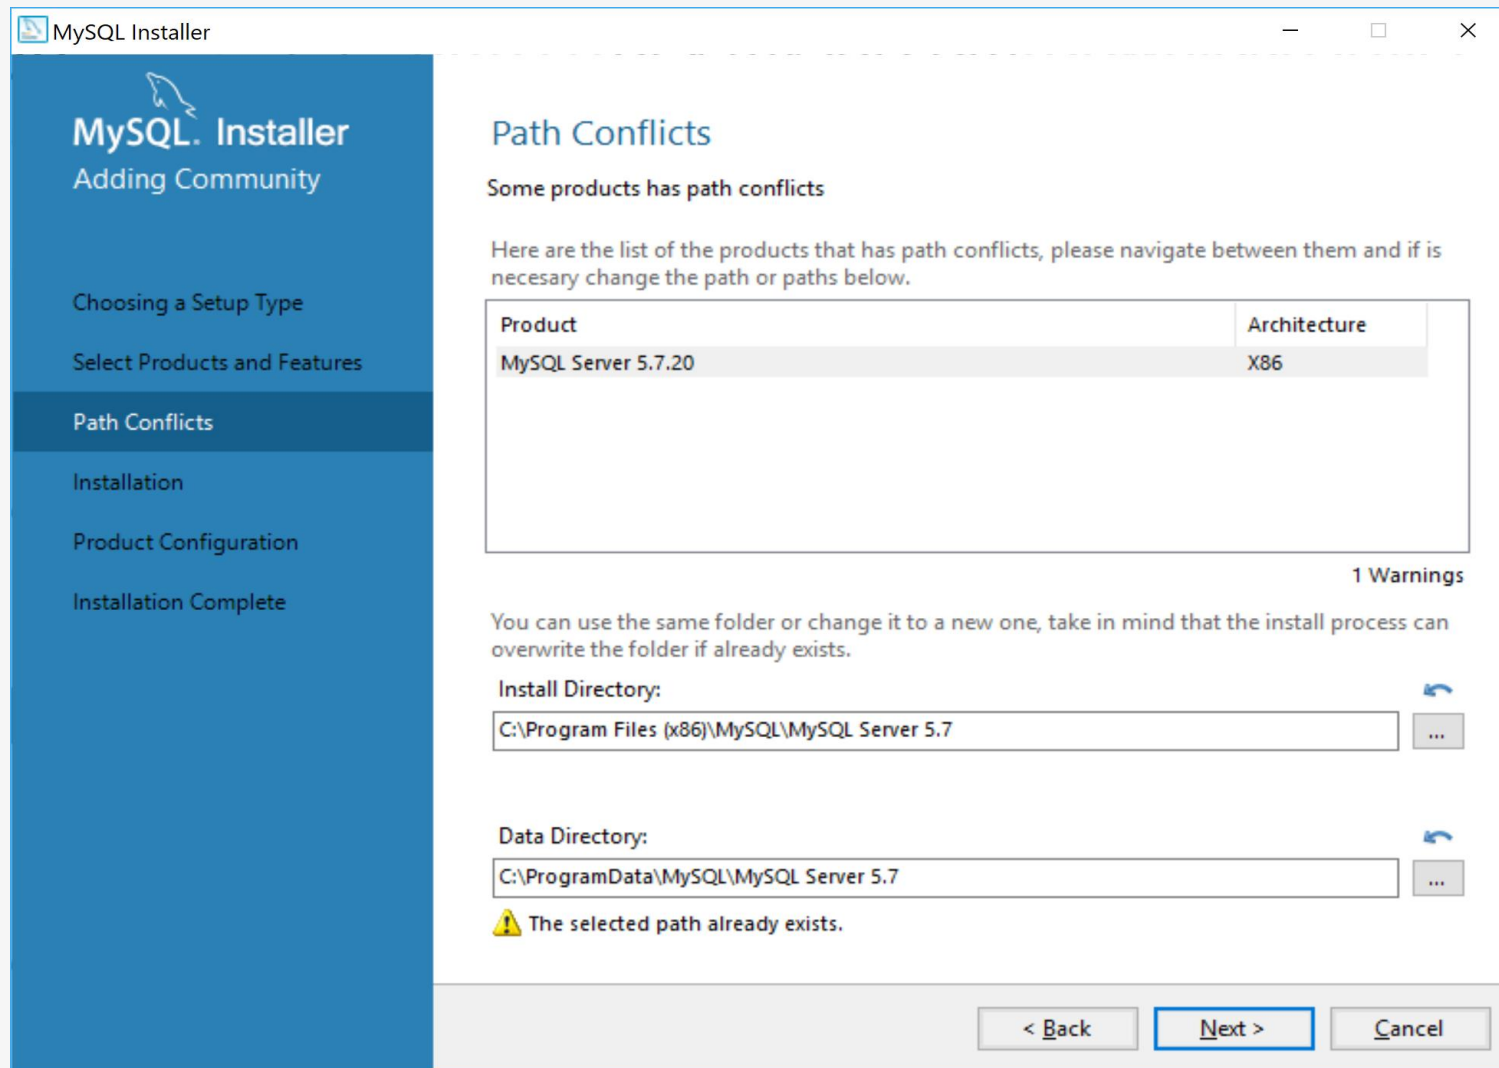 MySQL Installer
MySQL. Installer
Adding Community
Choosing a Setup Type
Select Products and Features
Path Conflicts
Installation
Product Configuration
Installation Complete
Path Conflicts
Some products has path conflicts
Here are the list of the products that has path conflicts, please navigate between them and if is
necesary change the path or paths below.
Product Architecture
MySQL Server 5.7.20 X86
1 Warnings
You can use the same folder or change it to a new one, take in mind that the install process can
overwrite the folder if already exists.
Install Directory:
C:\Program Files (x86)\MySQL\MySQL Server 5.7
...
Data Directory:
C:\ProgramData\MySQL\MySQL Server 5.7
...
The selected path already exists.
< Back Next > Cancel